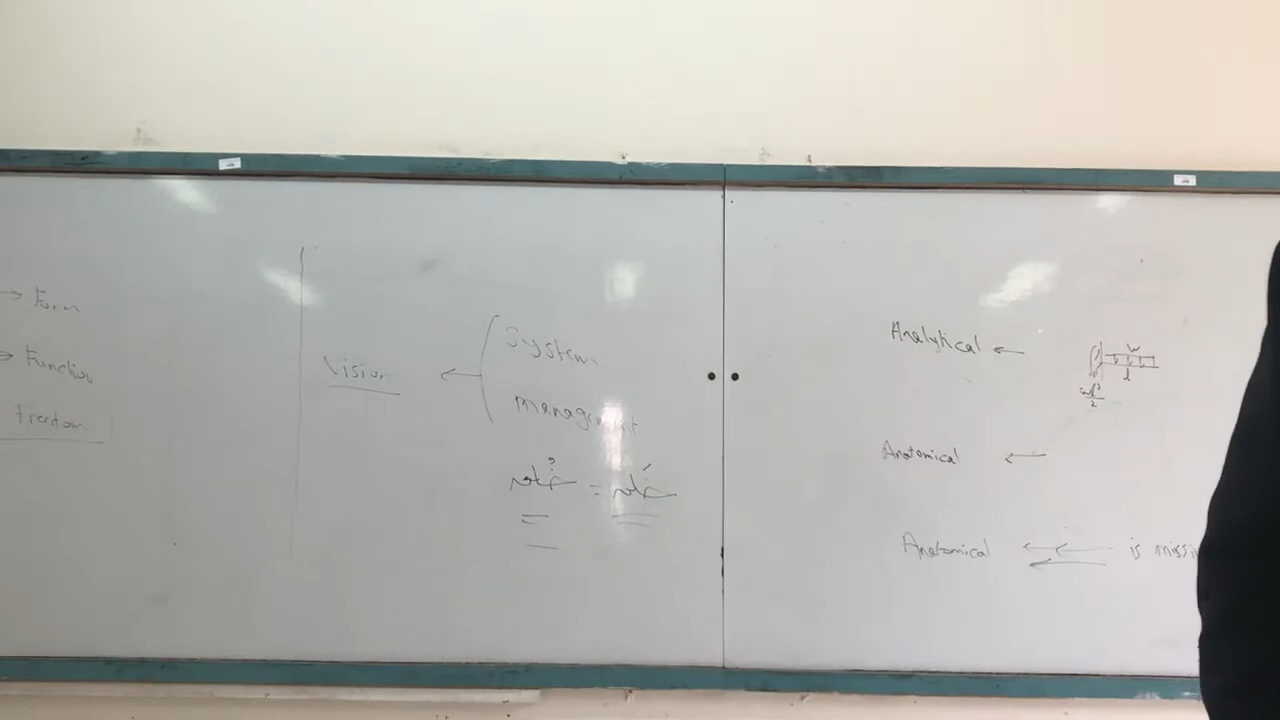 → Form
→ Function
Freedom
Vision ← System
management
Analytical ←
w
l
Anatomical ←
Anatomical ←
is missi